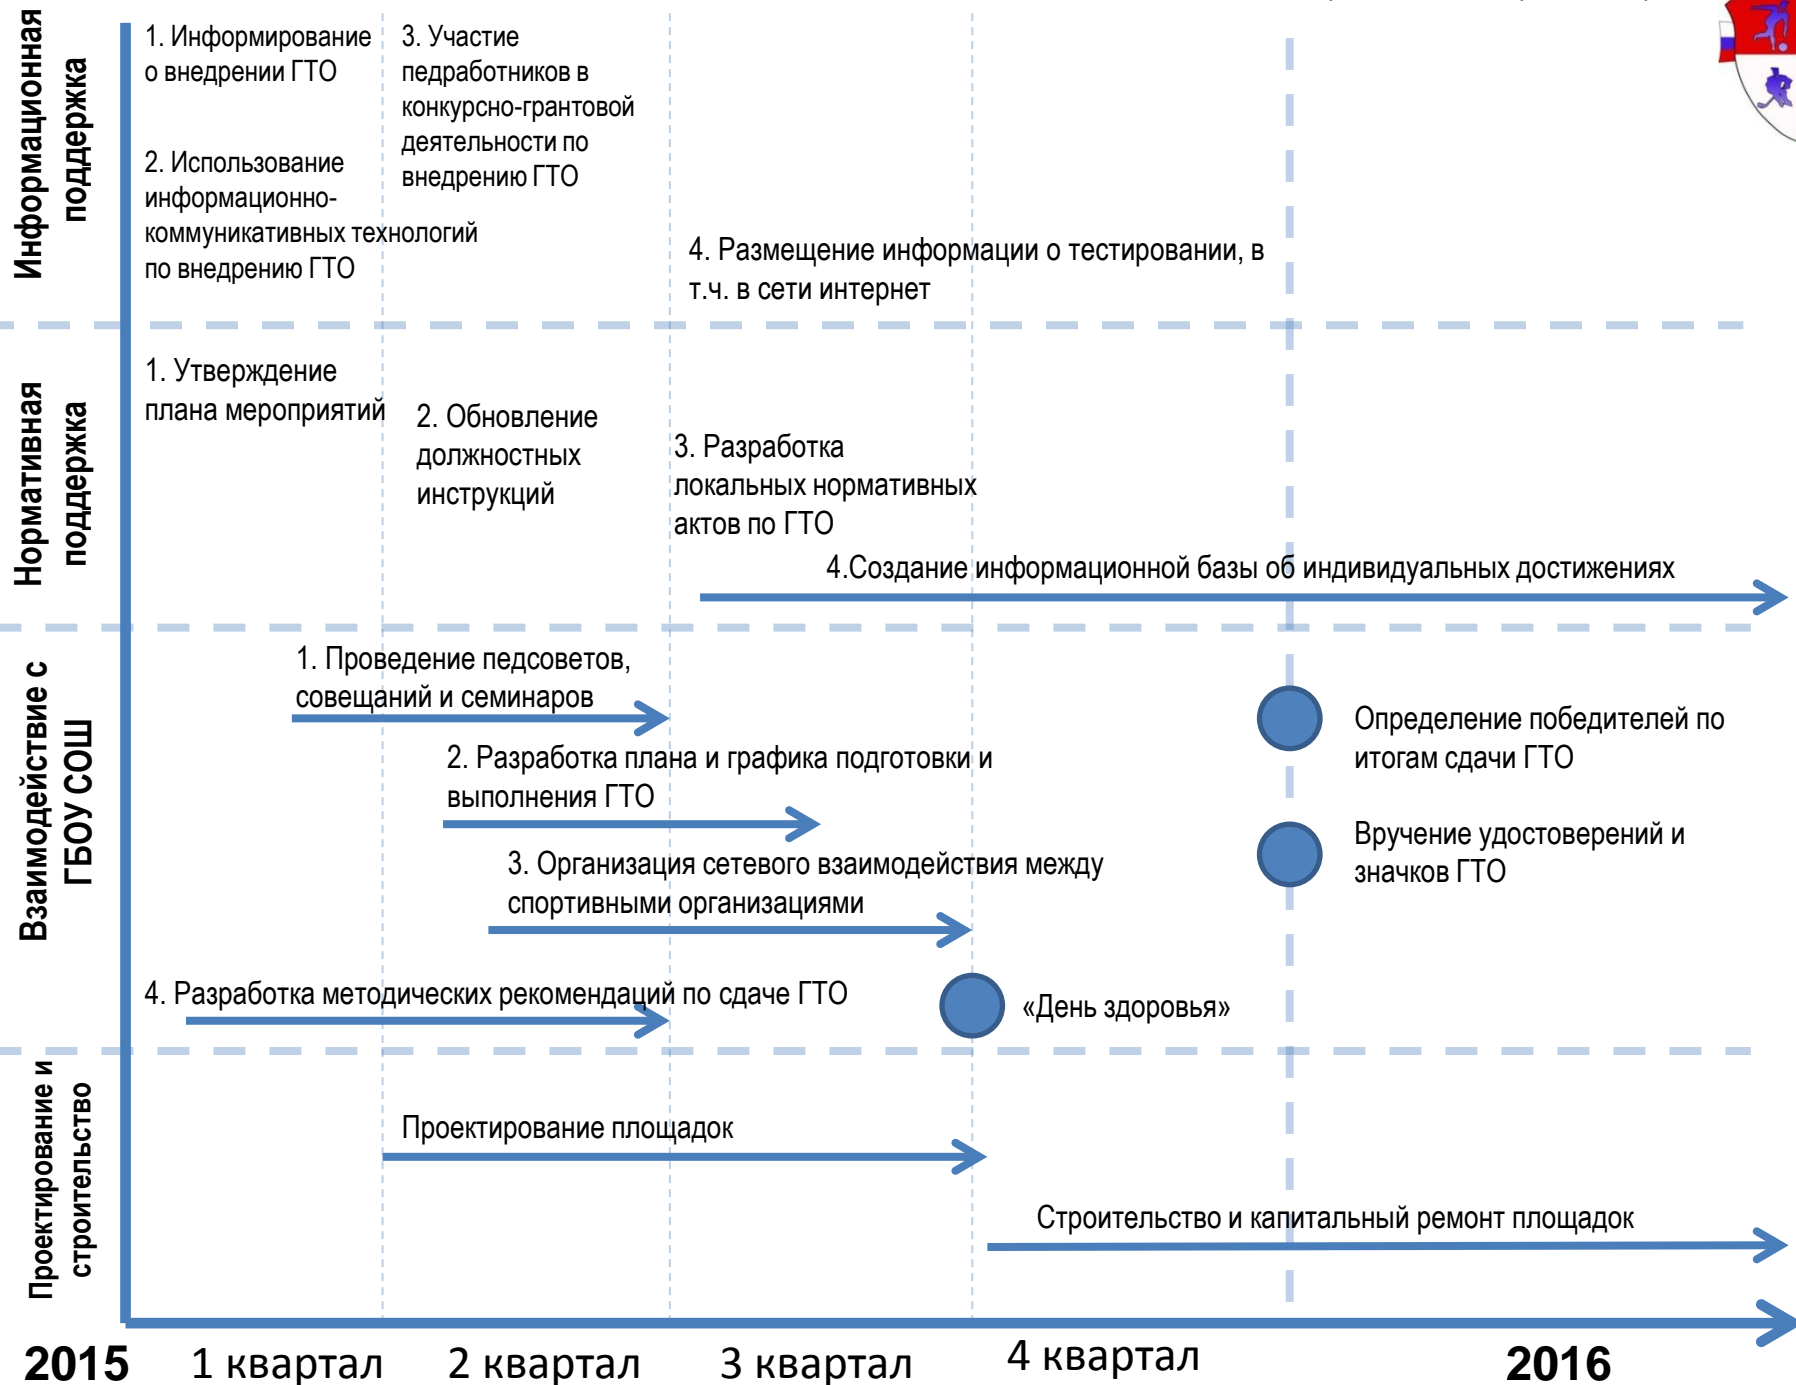 Информационная
поддержка
1. Информирование
о внедрении ГТО
2. Использование
информационно-
коммуникативных технологий
по внедрению ГТО
3. Участие
педработников в
конкурсно-грантовой
деятельности по
внедрению ГТО
4. Размещение информации о тестировании, в
т.ч. в сети интернет
Нормативная
поддержка
1. Утверждение
плана мероприятий
2. Обновление
должностных
инструкций
3. Разработка
локальных нормативных
актов по ГТО
4.Создание информационной базы об индивидуальных достижениях
Взаимодействие с
ГБОУ СОШ
1. Проведение педсоветов,
совещаний и семинаров
2. Разработка плана и графика подготовки и
выполнения ГТО
3. Организация сетевого взаимодействия между
спортивными организациями
4. Разработка методических рекомендаций по сдаче ГТО
«День здоровья»
Определение победителей по
итогам сдачи ГТО
Вручение удостоверений и
значков ГТО
Проектирование и
строительство
Проектирование площадок
Строительство и капитальный ремонт площадок
2015
1 квартал
2 квартал
3 квартал
4 квартал
2016